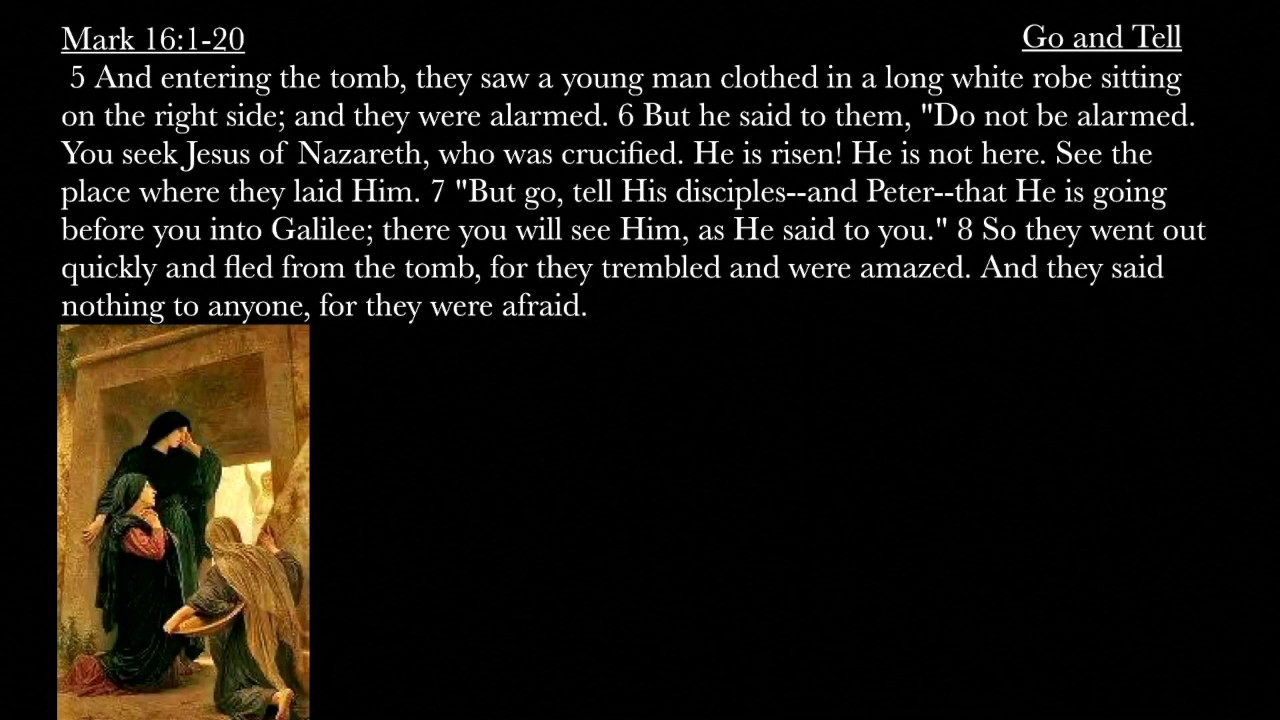 Mark 16:1-20
Go and Tell
5 And entering the tomb, they saw a young man clothed in a long white robe sitting
on the right side; and they were alarmed. 6 But he said to them, "Do not be alarmed.
You seek Jesus of Nazareth, who was crucified. He is risen! He is not here. See the
place where they laid Him. 7 "But go, tell His disciples--and Peter--that He is going
before you into Galilee; there you will see Him, as He said to you." 8 So they went out
quickly and fled from the tomb, for they trembled and were amazed. And they said
nothing to anyone, for they were afraid.